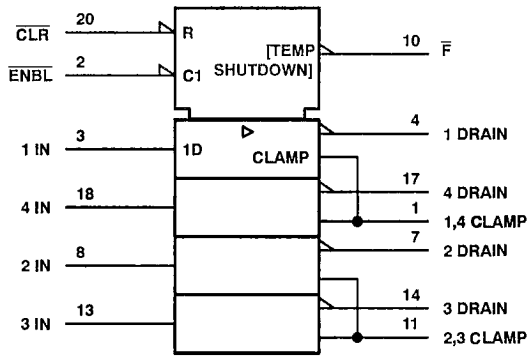 CLR 20 R 10 F
[TEMP
SHUTDOWN]
ENBL 2 C1
4 1 DRAIN
1 IN 3 1D
CLAMP
17 4 DRAIN
4 IN 18
1 1,4 CLAMP
7 2 DRAIN
2 IN 8
14 3 DRAIN
3 IN 13
11 2,3 CLAMP